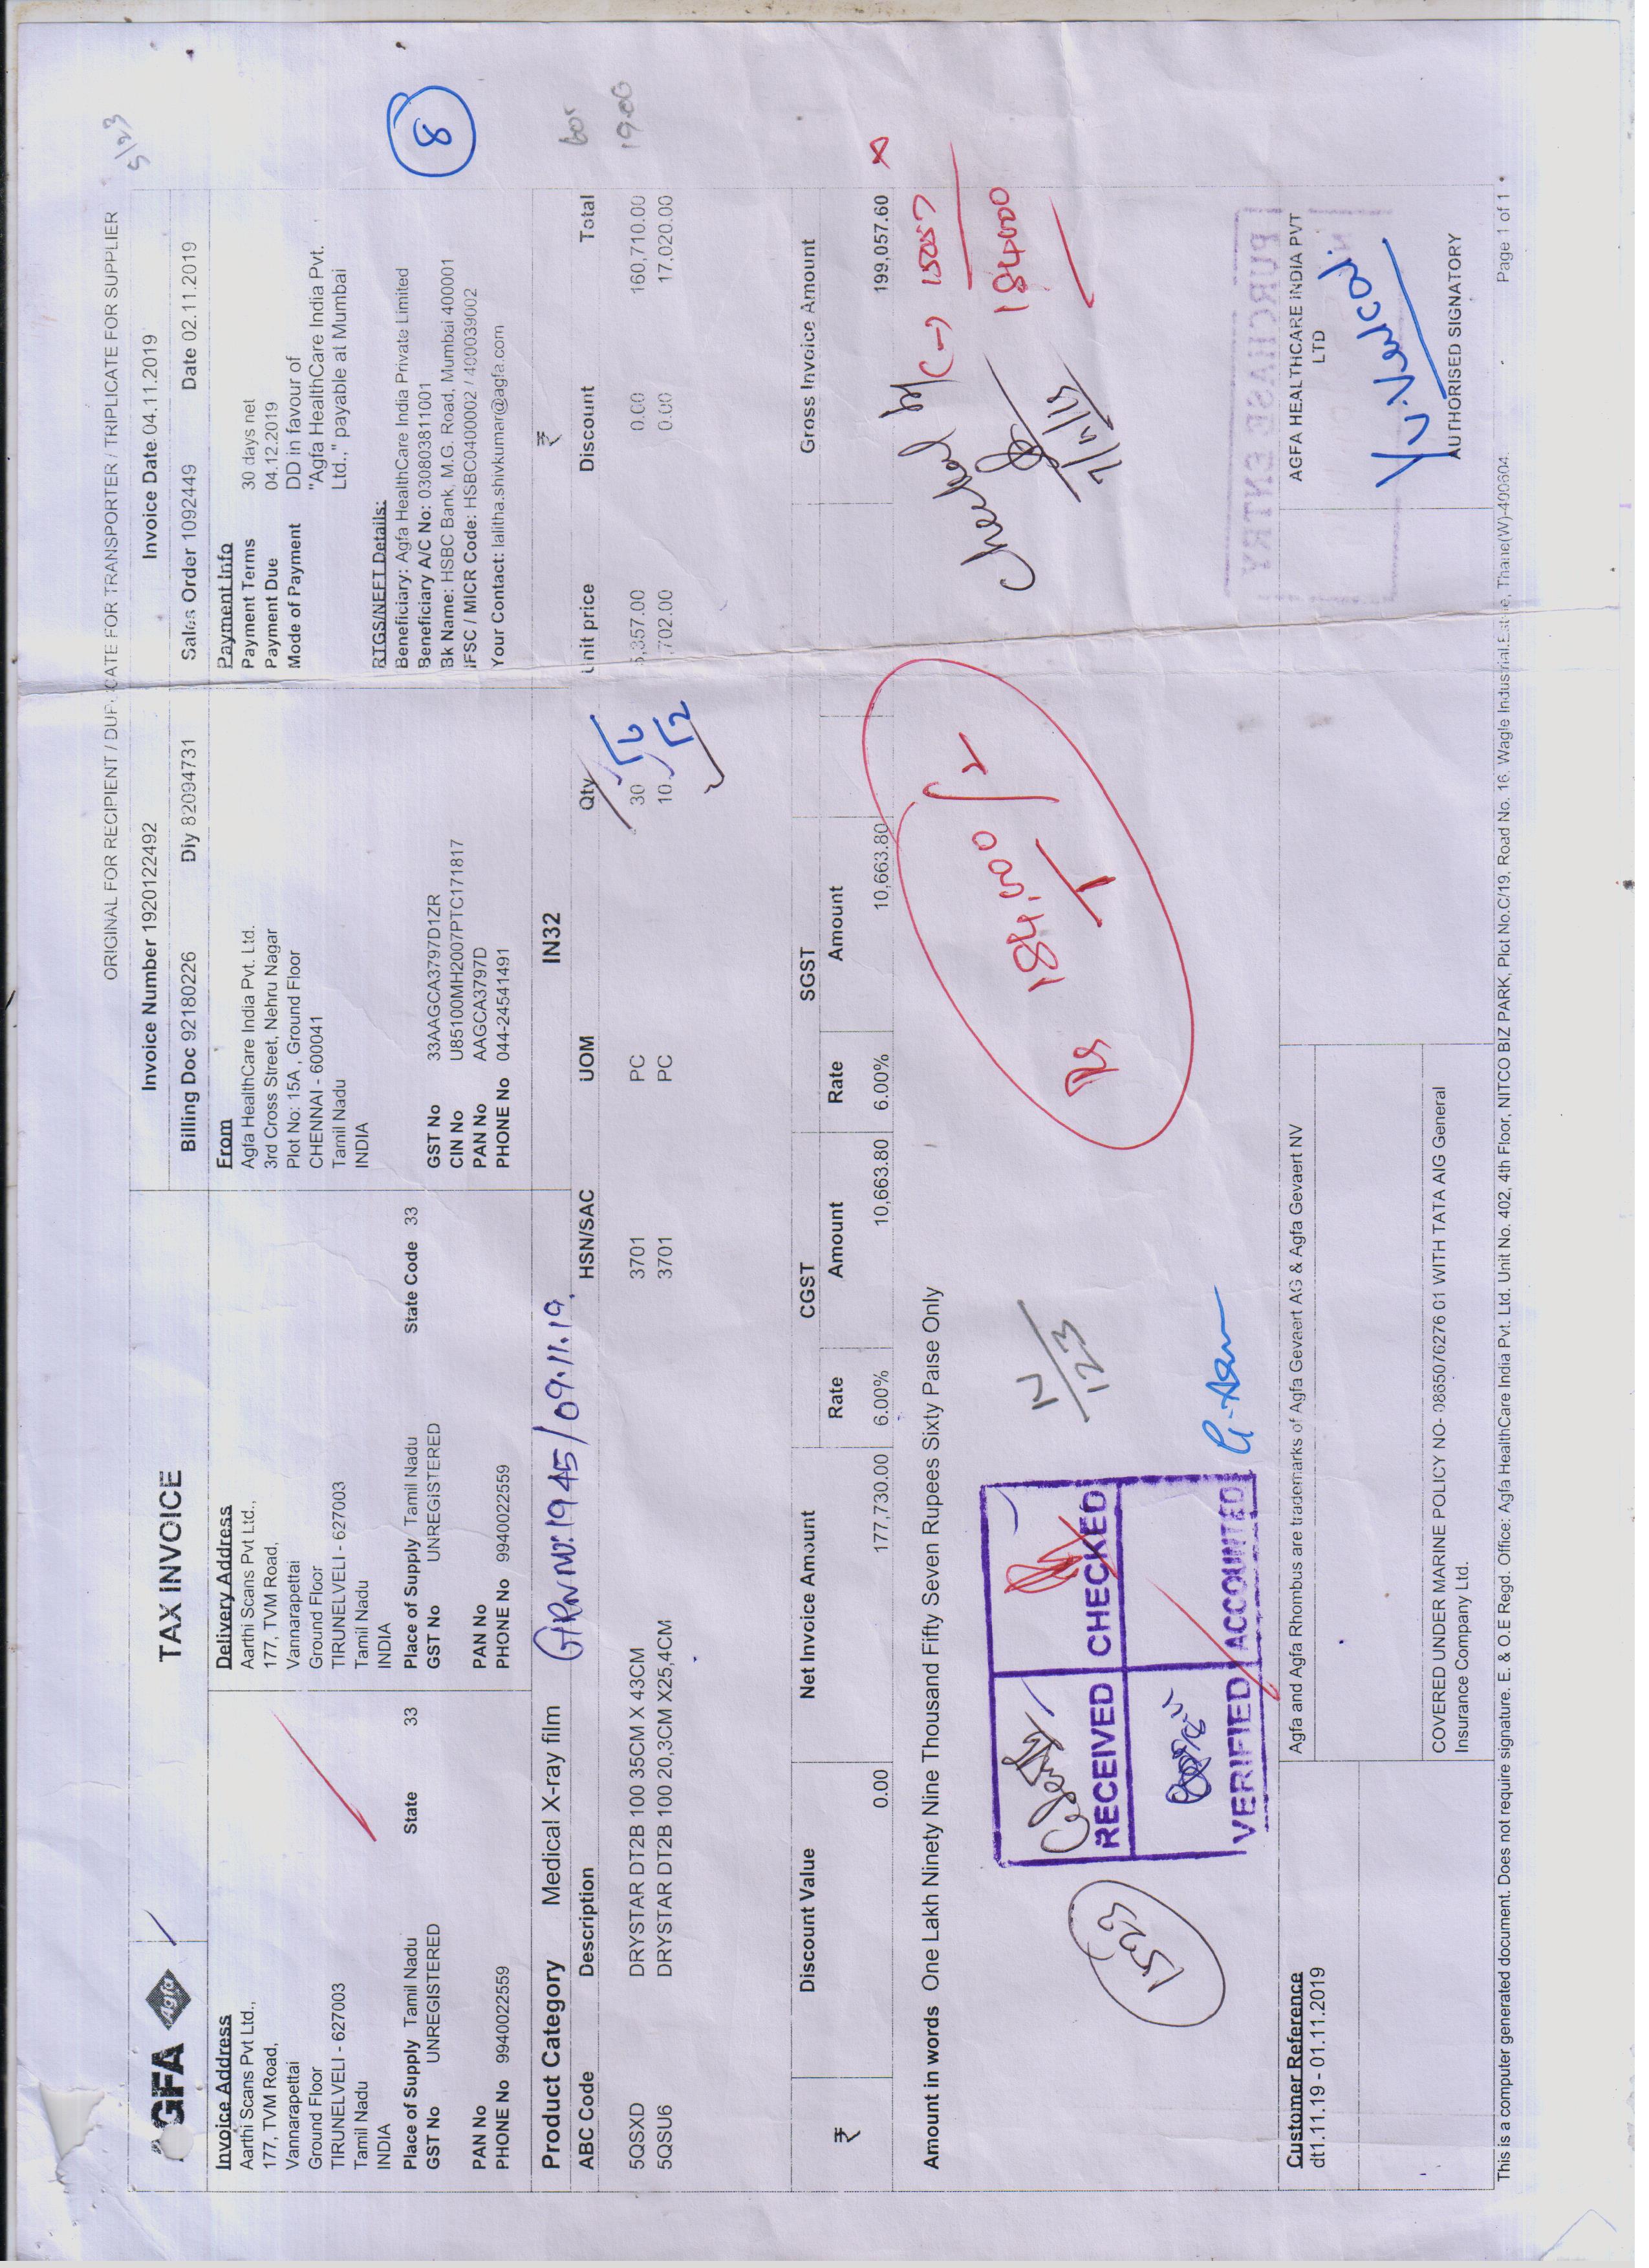 ORIGINAL FOR RECIPIENT / DUPLICATE FOR TRANSPORTER / TRIPLICATE FOR SUPPLIER
5/23
AGFA Agfa
TAX INVOICE
Invoice Number 1920122492 Invoice Date 04.11.2019
Billing Doc 92180226 Dly 82094731 Sales Order 1092449 Date 02.11.2019
Invoice Address
Aarthi Scans Pvt Ltd.,
177, TVM Road,
Vannarapettai
Ground Floor
TIRUNELVELI - 627003
Tamil Nadu
INDIA
Place of Supply Tamil Nadu State 33
GST No UNREGISTERED
PAN No
PHONE No 9940022559
Delivery Address
Aarthi Scans Pvt Ltd.,
177, TVM Road,
Vannarapettai
Ground Floor
TIRUNELVELI - 627003
Tamil Nadu
INDIA
Place of Supply Tamil Nadu State Code 33
GST No UNREGISTERED
PAN No
PHONE No 9940022559
From
Agfa HealthCare India Pvt. Ltd.
3rd Cross Street, Nehru Nagar
Plot No: 15A , Ground Floor
CHENNAI - 600041
Tamil Nadu
INDIA
GST No 33AAGCA3797D1ZR
CIN No U85100MH2007PTC171817
PAN No AAGCA3797D
PHONE No 044-24541491
Payment Info
Payment Terms 30 days net
Payment Due 04.12.2019
Mode of Payment DD in favour of
"Agfa HealthCare India Pvt.
Ltd.," payable at Mumbai
RTGS/NEFT Details:
Beneficiary: Agfa HealthCare India Private Limited
Beneficiary A/C No: 030803811001
Bk Name: HSBC Bank, M.G. Road, Mumbai 400001
IFSC / MICR Code: HSBC0400002 / 400039002
Your Contact: lalitha.shivkumar@agfa.com
8
Product Category Medical X-ray film GRN NO: 1945/09.11.19. IN32 ₹
ABC Code Description HSN/SAC UOM Qty Unit price Discount Total
5QSXD DRYSTAR DT2B 100 35CM X 43CM 3701 PC 30 5,357.00 0.00 160,710.00
5QSU6 DRYSTAR DT2B 100 20,3CM X25,4CM 3701 PC 10 1,702.00 0.00 17,020.00
₹ Discount Value Net Invoice Amount CGST SGST Gross Invoice Amount
Rate Amount Rate Amount
0.00 177,730.00 6.00% 10,663.80 6.00% 10,663.80 199,057.60
Amount in words One Lakh Ninety Nine Thousand Fifty Seven Rupees Sixty Paise Only
(-) 15057
184000
Checked by
Rs 184,000
1523
RECEIVED CHECKED
VERIFIED ACCOUNTED
PURCHASE ENTRY
Customer Reference
dt1.11.19 - 01.11.2019
Agfa and Agfa Rhombus are trademarks of Agfa Gevaert AG & Agfa Gevaert NV
COVERED UNDER MARINE POLICY NO- 0865076276 01 WITH TATA AIG General
Insurance Company Ltd.
AGFA HEALTHCARE INDIA PVT
LTD
AUTHORISED SIGNATORY
This is a computer generated document. Does not require signature. E. & O.E Regd. Office: Agfa HealthCare India Pvt. Ltd. Unit No. 402, 4th Floor, NITCO BIZ PARK, Plot No.C/19, Road No. 16, Wagle Industrial Estate, Thane(W)-400604. Page 1 of 1